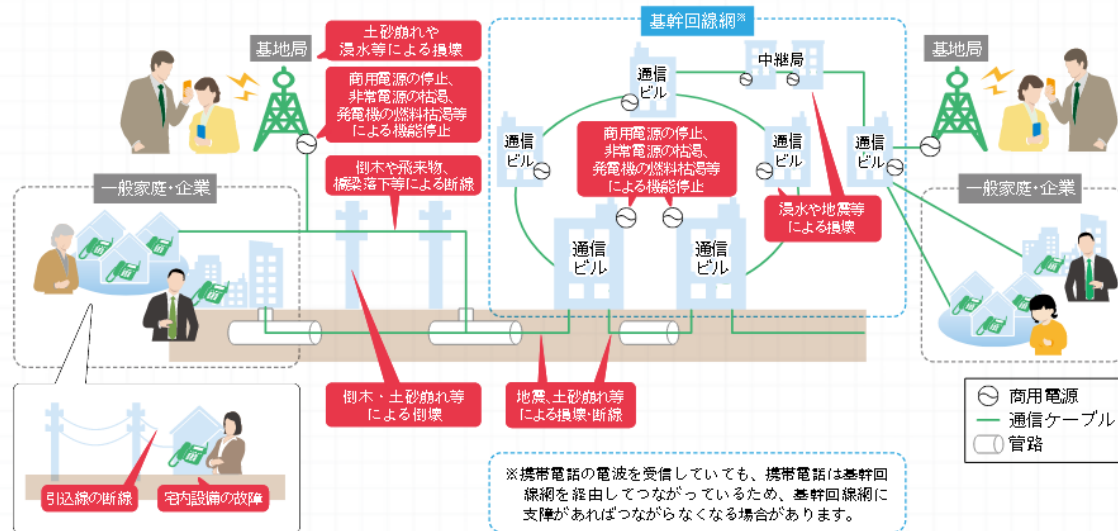 基幹回線網※
土砂崩れや
浸水等による損壊
基地局
商用電源の停止、
非常電源の枯渇、
発電機の燃料枯渇等
による機能停止
倒木や飛来物、
橋梁落下等による断線
一般家庭・企業
通信
ビル
中継局
通信
ビル
商用電源の停止、
非常電源の枯渇、
発電機の燃料枯渇等
による機能停止
通信
ビル
通信
ビル
浸水や地震等
による損壊
通信
ビル
通信
ビル
基地局
一般家庭・企業
倒木・土砂崩れ等
による倒壊
地震、土砂崩れ等
による損壊・断線
引込線の断線
宅内設備の故障
商用電源
通信ケーブル
管路
※携帯電話の電波を受信していても、携帯電話は基幹回
線網を経由してつながっているため、基幹回線網に
支障があればつながらなくなる場合があります。